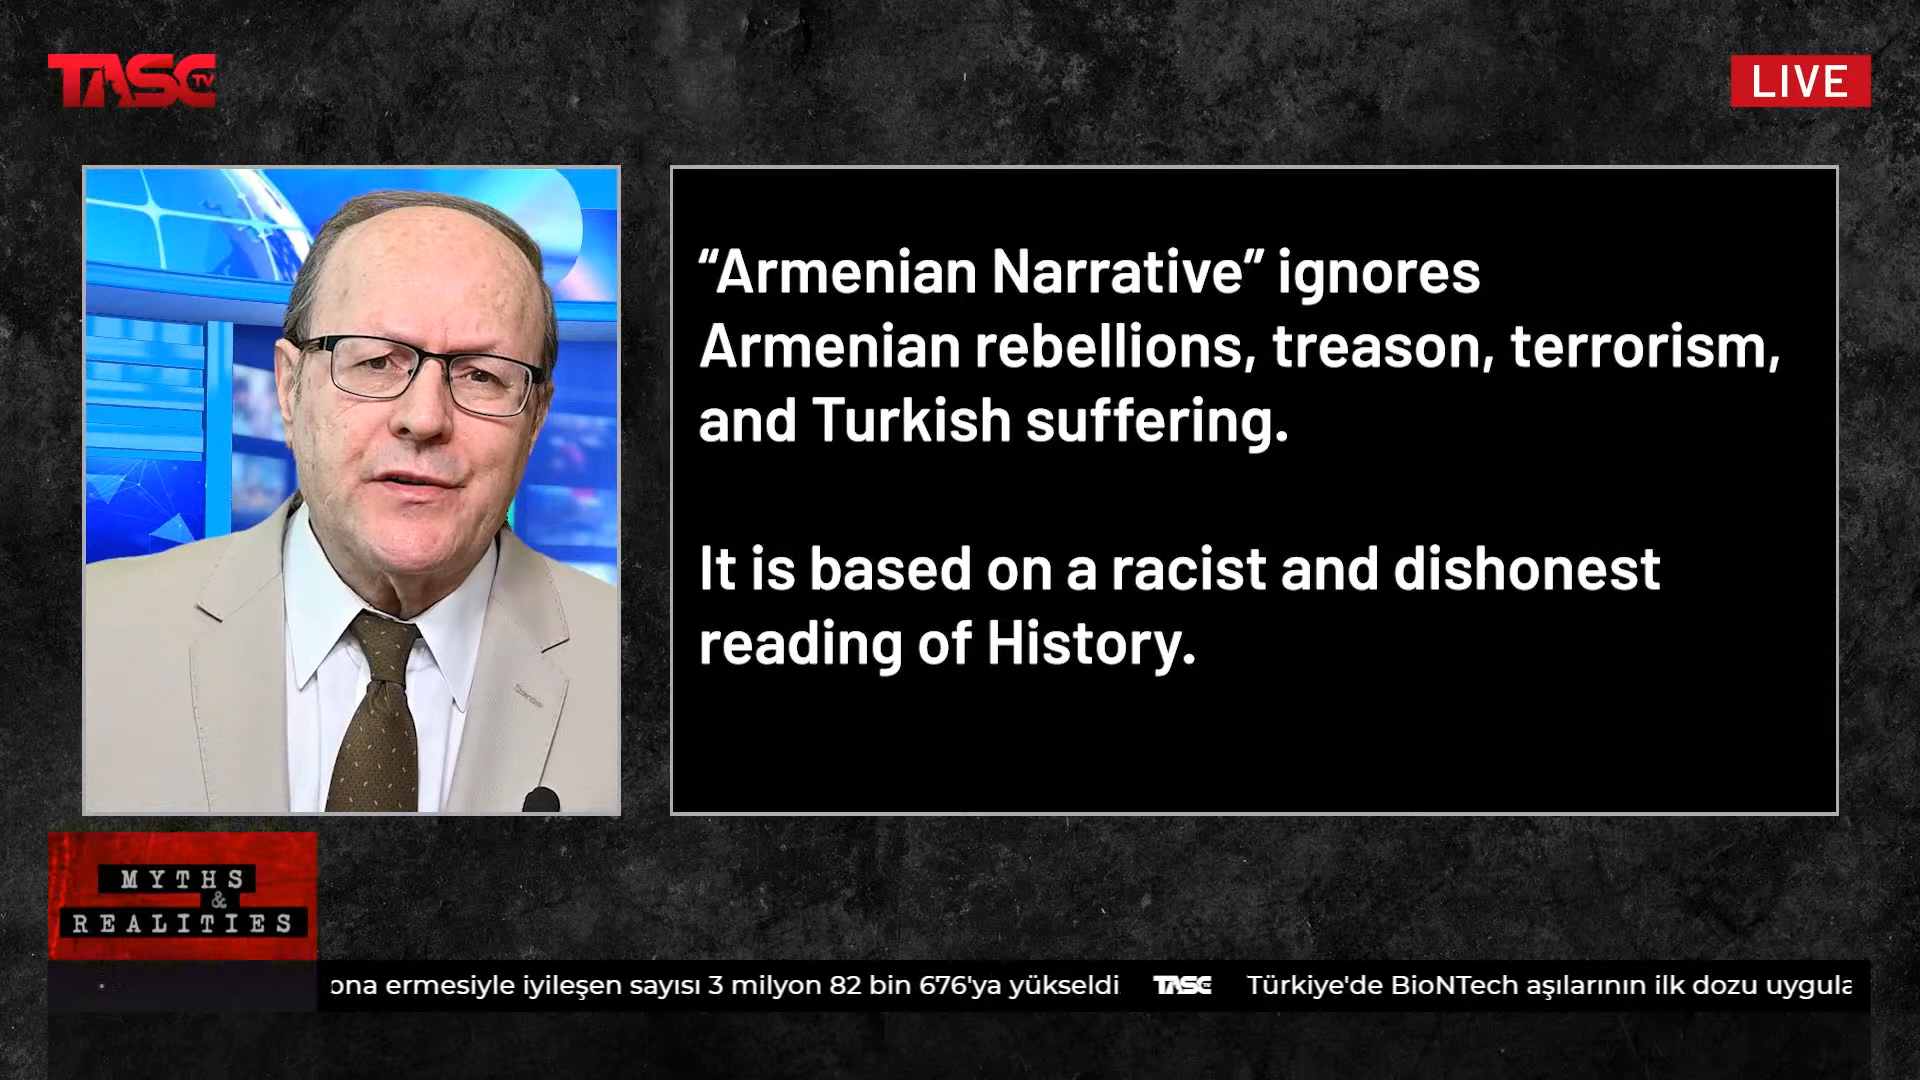 TASC TV
LIVE
“Armenian Narrative” ignores
Armenian rebellions, treason, terrorism,
and Turkish suffering.
It is based on a racist and dishonest
reading of History.
MYTHS
&
REALITIES
ona ermesiyle iyileşen sayısı 3 milyon 82 bin 676'ya yükseldi TASC Türkiye'de BioNTech aşılarının ilk dozu uygula